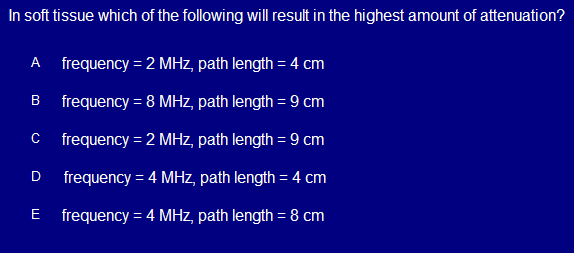 In soft tissue which of the following will result in the highest amount of attenuation?
A frequency = 2 MHz, path length = 4 cm
B frequency = 8 MHz, path length = 9 cm
C frequency = 2 MHz, path length = 9 cm
D frequency = 4 MHz, path length = 4 cm
E frequency = 4 MHz, path length = 8 cm